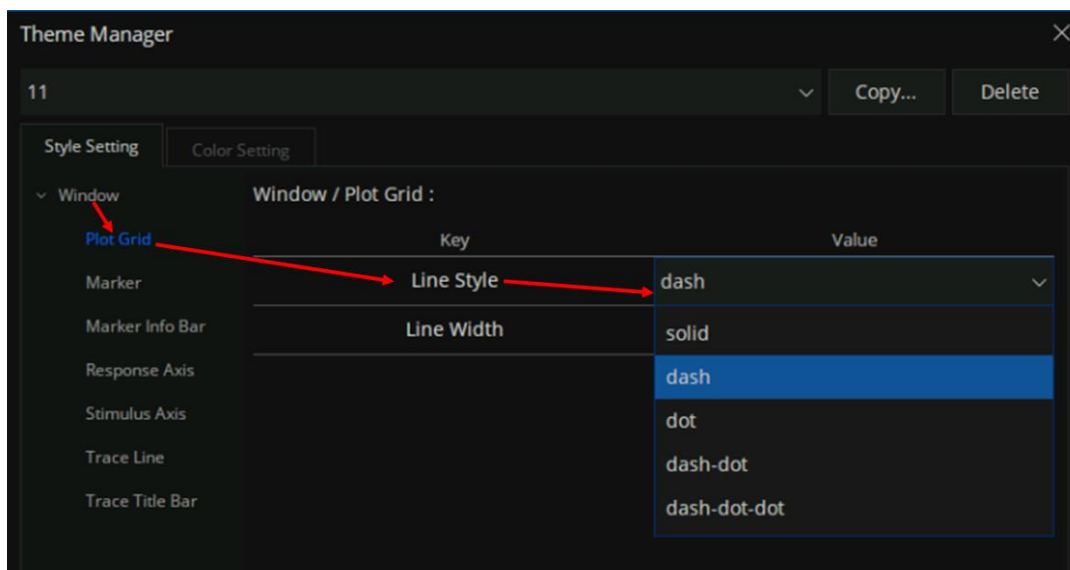 Theme Manager
11
Copy...
Delete
Style Setting
Color Setting
Window
Window / Plot Grid :
Plot Grid
Key
Value
Marker
Line Style
dash
Marker Info Bar
Line Width
solid
Response Axis
dash
Stimulus Axis
dot
Trace Line
dash-dot
Trace Title Bar
dash-dot-dot